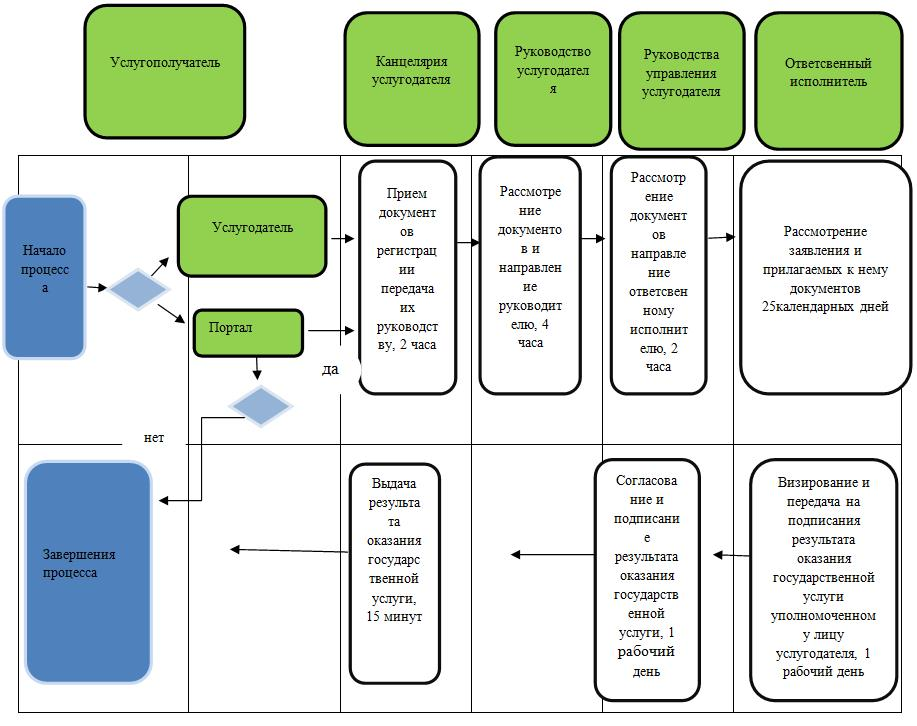 Услугополучатель
Канцелярия
услугодателя
Руководство
услугодател
я
Руководства
управления
услугодателя
Ответсвенный
исполнитель
Начало
процесс
а
Услугодатель
Портал
да
нет
Прием
документ
ов
регистрац
ии
передача
их
руководст
ву, 2 часа
Рассмотре
ние
документо
в и
направлен
ие
руководит
елю, 4
часа
Рассмотр
ение
документ
ов
направле
ние
ответсвен
ному
исполнит
елю, 2
часа
Рассмотрение
заявления и
прилагаемых к нему
документов
25календарных дней
Завершения
процесса
Выдача
результа
та
оказания
государс
твенной
услуги,
15 минут
Согласова
ние и
подписани
е
результата
оказания
государств
енной
услуги, 1
рабочий
день
Визирование и
передача на
подписания
результата
оказания
государственной
услуги
уполномоченном
у лицу
услугодателя, 1
рабочий день